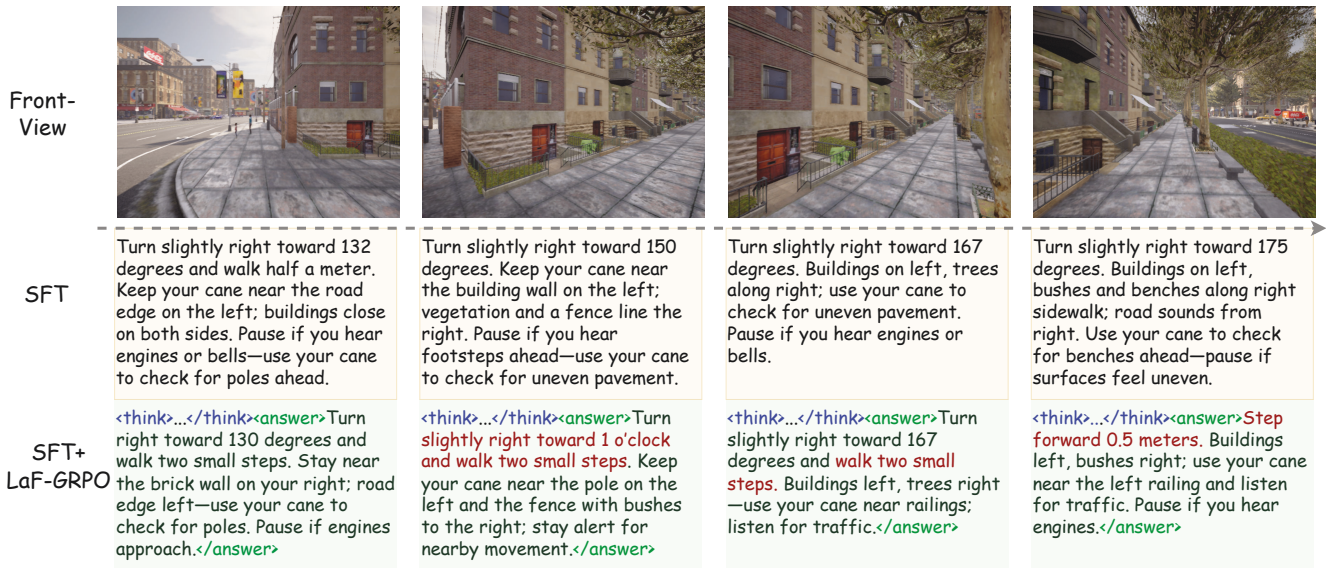 Front-
View
SFT
Turn slightly right toward 132
degrees and walk half a meter.
Keep your cane near the road
edge on the left; buildings close
on both sides. Pause if you hear
engines or bells—use your cane
to check for poles ahead.
Turn slightly right toward 150
degrees. Keep your cane near
the building wall on the left;
vegetation and a fence line the
right. Pause if you hear
footsteps ahead—use your cane
to check for uneven pavement.
Turn slightly right toward 167
degrees. Buildings on left, trees
along right; use your cane to
check for uneven pavement.
Pause if you hear engines or
bells.
Turn slightly right toward 175
degrees. Buildings on left,
bushes and benches along right
sidewalk; road sounds from
right. Use your cane to check
for benches ahead—pause if
surfaces feel uneven.
SFT+
LaF-GRPO
<think>...</think><answer>Turn
right toward 130 degrees and
walk two small steps. Stay near
the brick wall on your right; road
edge left—use your cane to
check for poles. Pause if engines
approach.</answer>
<think>...</think><answer>Turn
slightly right toward 1 o'clock
and walk two small steps. Keep
your cane near the pole on the
left and the fence with bushes
to the right; stay alert for
nearby movement.</answer>
<think>...</think><answer>Turn
slightly right toward 167
degrees and walk two small
steps. Buildings left, trees right
—use your cane near railings;
listen for traffic.</answer>
<think>...</think><answer>Step
forward 0.5 meters. Buildings
left, bushes right; use your cane
near the left railing and listen
for traffic. Pause if you hear
engines.</answer>